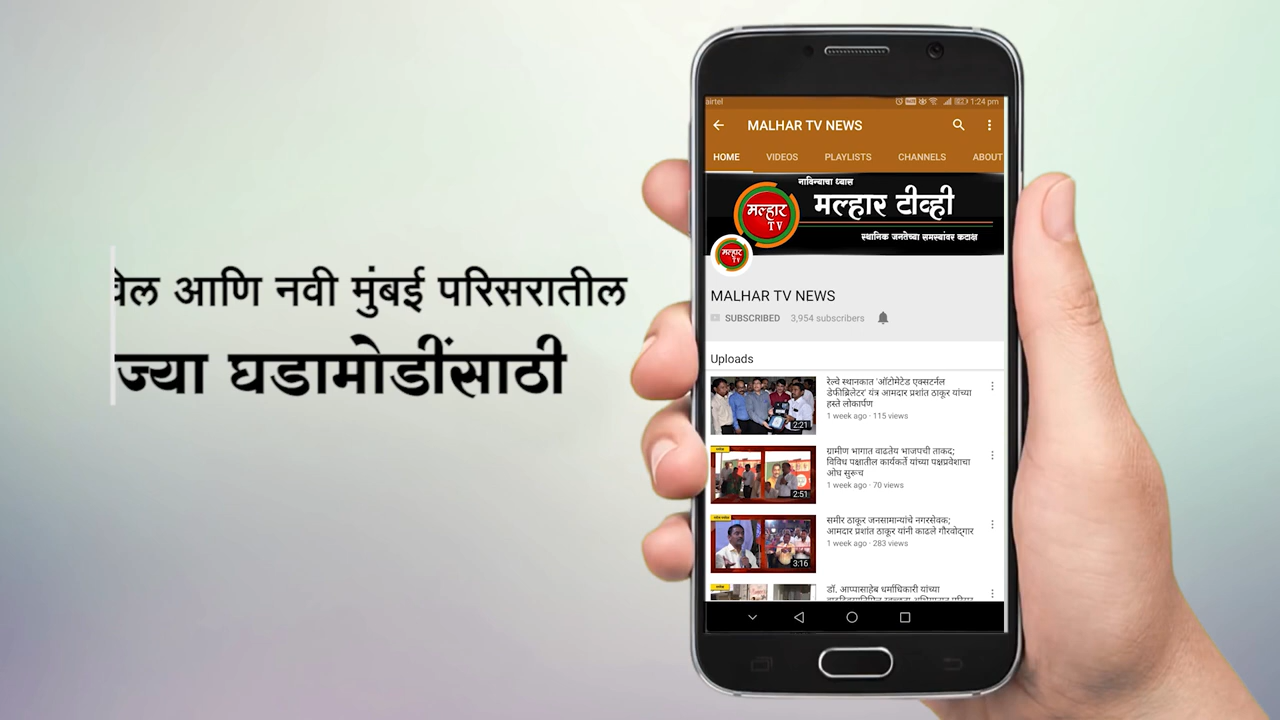 वेल आणि नवी मुंबई परिसरातील
ज्या घडामोडींसाठी
airtel
1:24 pm
MALHAR TV NEWS
HOME VIDEOS PLAYLISTS CHANNELS ABOUT
नाविन्याचा ध्यास
मल्हार टीव्ही
मल्हार
TV
स्थानिक जनतेच्या समस्यांवर कटाक्ष
मल्हार
TV
MALHAR TV NEWS
SUBSCRIBED 3,954 subscribers
Uploads
रेल्वे स्थानकात 'ऑटोमेटेड एक्सटर्नल
डेफीब्रिलेटर' यंत्र आमदार प्रशांत ठाकूर यांच्या
हस्ते लोकार्पण
1 week ago · 115 views
2:21
ग्रामीण भागात वाढतेय भाजपची ताकद;
विविध पक्षातील कार्यकर्ते यांच्या पक्षप्रवेशाचा
ओघ सुरूच
1 week ago · 70 views
2:51
समीर ठाकूर जनसामान्यांचे नगरसेवक;
आमदार प्रशांत ठाकूर यांनी काढले गौरवोद्गार
1 week ago · 283 views
3:16
डॉ. आप्पासाहेब धर्माधिकारी यांच्या